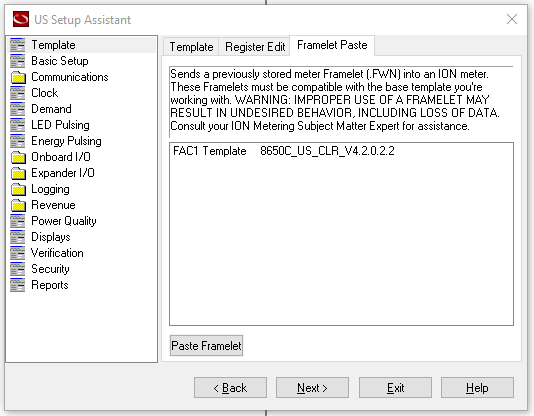 US Setup Assistant
Template
Basic Setup
Communications
Clock
Demand
LED Pulsing
Energy Pulsing
Onboard I/O
Expander I/O
Logging
Revenue
Power Quality
Displays
Verification
Security
Reports
Template Register Edit Framelet Paste
Sends a previously stored meter Framelet (.FWN) into an ION meter.
These Framelets must be compatible with the base template you're
working with. WARNING: IMPROPER USE OF A FRAMELET MAY
RESULT IN UNDESIRED BEHAVIOR, INCLUDING LOSS OF DATA.
Consult your ION Metering Subject Matter Expert for assistance.
FAC1 Template 8650C_US_CLR_V4.2.0.2.2
Paste Framelet
< Back Next > Exit Help